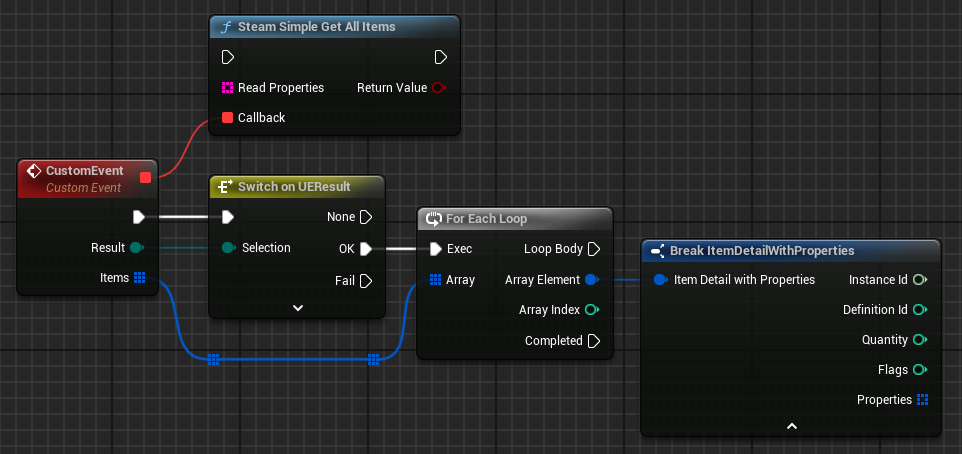 Steam Simple Get All Items
Read Properties
Return Value
Callback
CustomEvent
Custom Event
Result
Items
Switch on UEResult
None
Selection
OK
Fail
For Each Loop
Exec
Loop Body
Array
Array Element
Array Index
Completed
Break ItemDetailWithProperties
Item Detail with Properties
Instance Id
Definition Id
Quantity
Flags
Properties